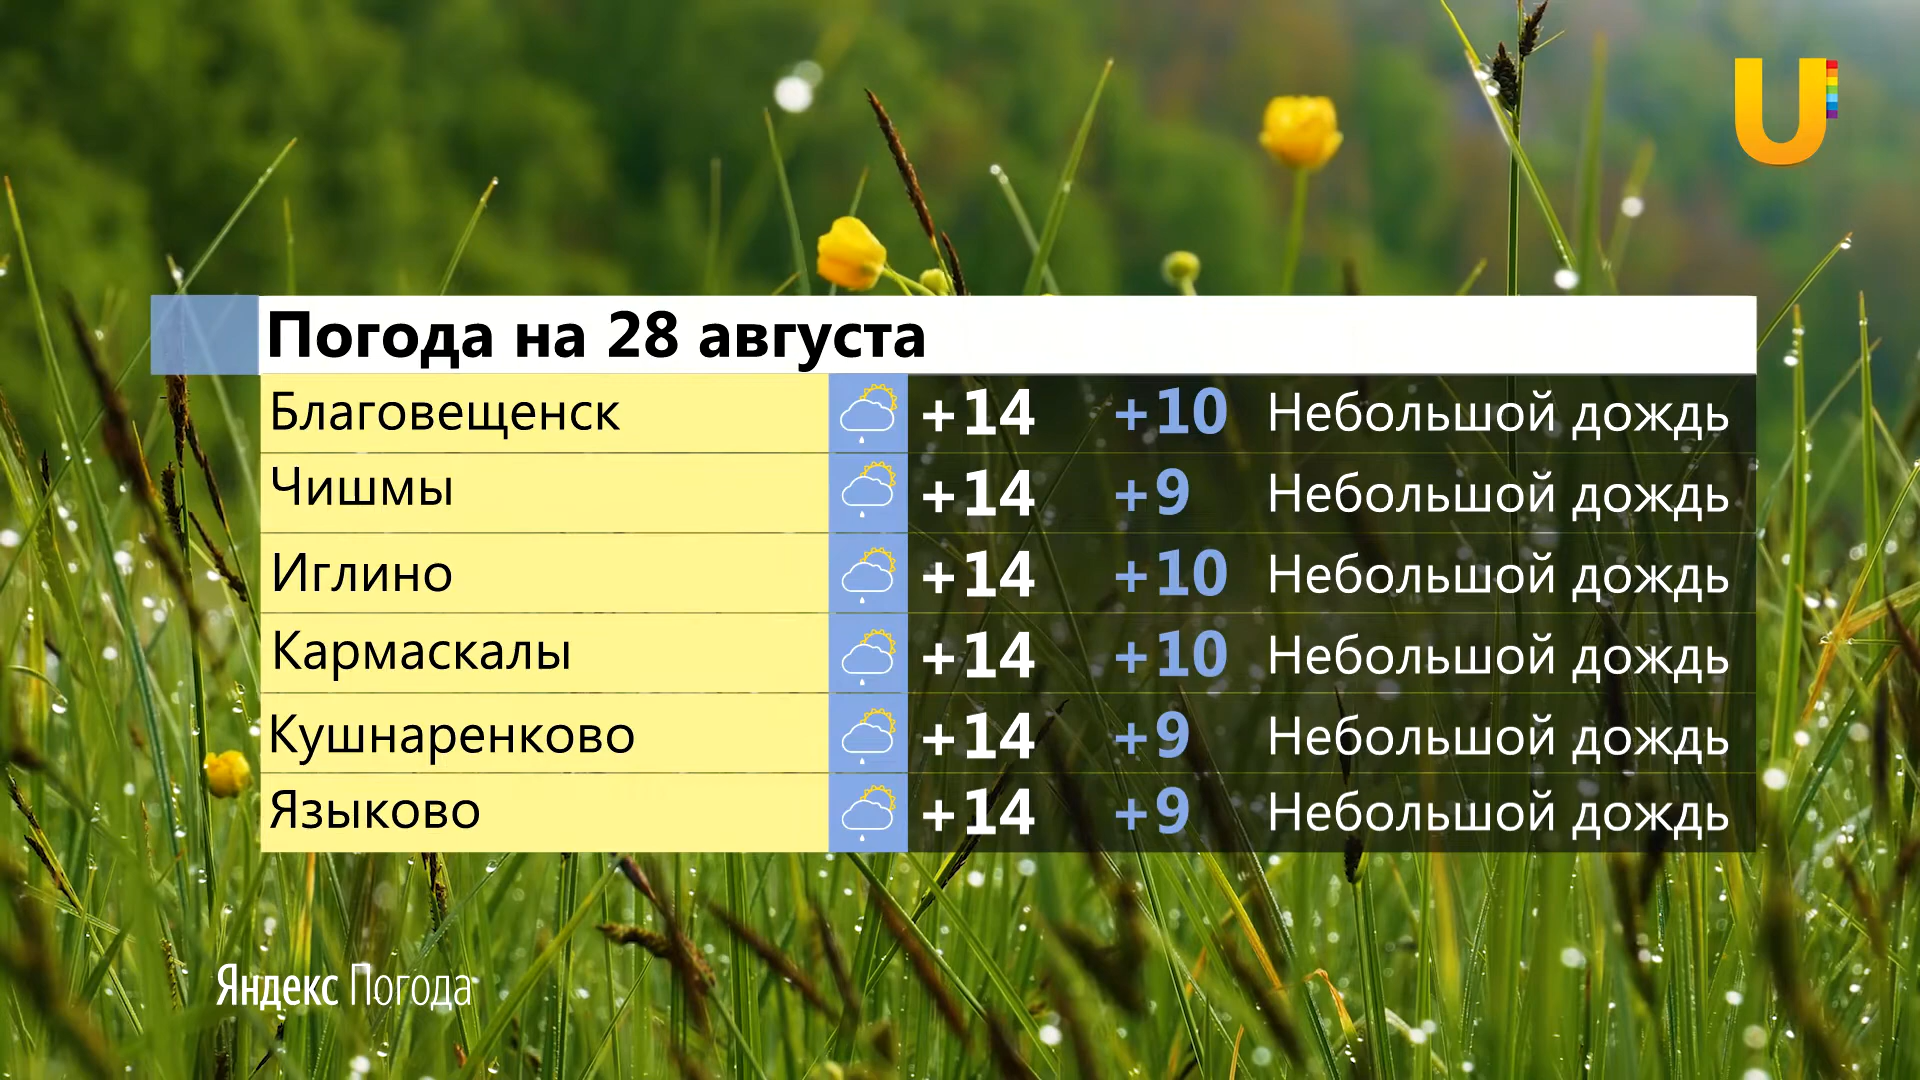 U
Погода на 28 августа
Благовещенск +14 +10 Небольшой дождь
Чишмы +14 +9 Небольшой дождь
Иглино +14 +10 Небольшой дождь
Кармаскалы +14 +10 Небольшой дождь
Кушнаренково +14 +9 Небольшой дождь
Языково +14 +9 Небольшой дождь
Яндекс Погода